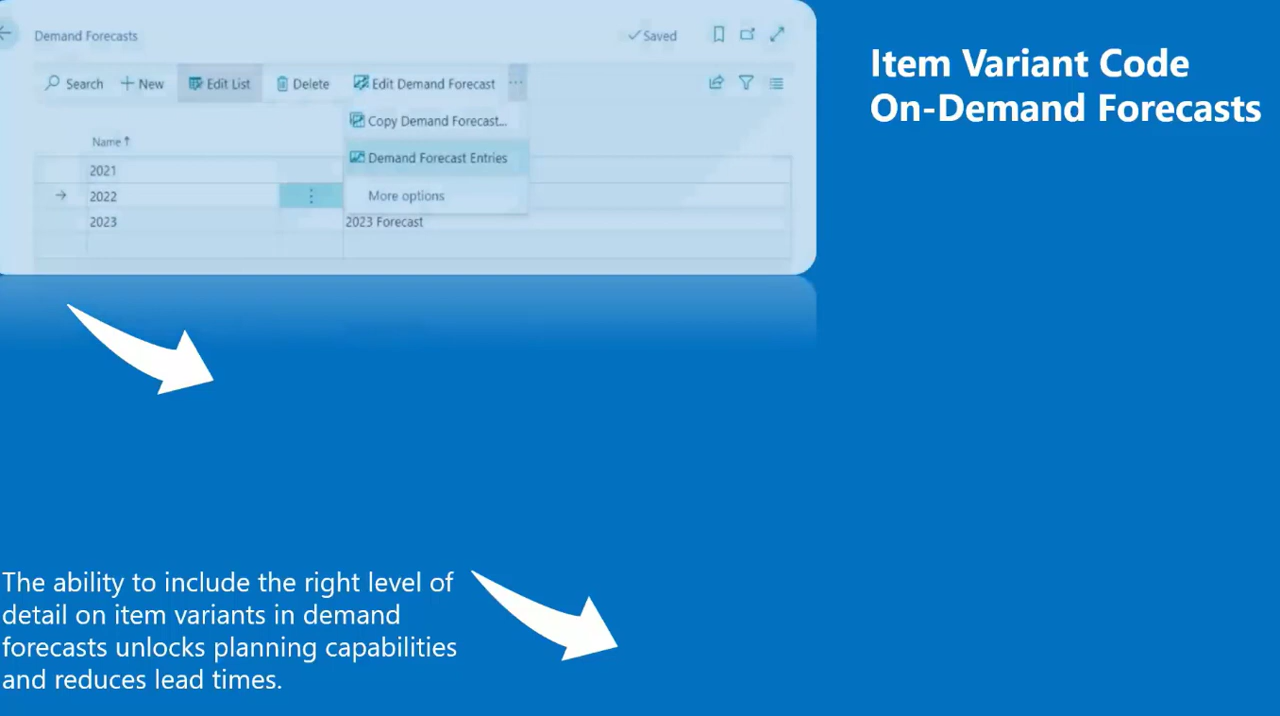 Demand Forecasts
Saved
Search
New
Edit List
Delete
Edit Demand Forecast
Copy Demand Forecast...
Name ↑
Demand Forecast Entries
2021
2022
More options
2023
2023 Forecast
Item Variant Code
On-Demand Forecasts
The ability to include the right level of
detail on item variants in demand
forecasts unlocks planning capabilities
and reduces lead times.